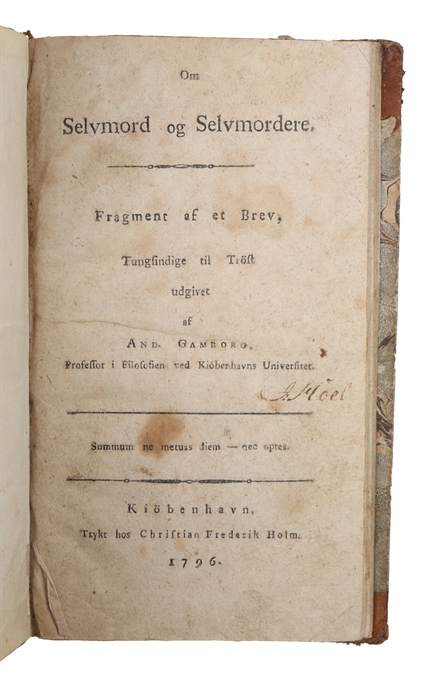 Om
Selvmord og Selvmordere.
Fragment af et Brev,
Tungſindige til Tröſt
udgivet
af
AND. GAMBORG,
Profeſſor i Filoſofien ved Kiöbenhavns Univerſitet.
J. Hoel
Summum ne metuas diem — nec optes.
Kiöbenhavn,
Trykt hos Chriſtian Frederik Holm.
1796.